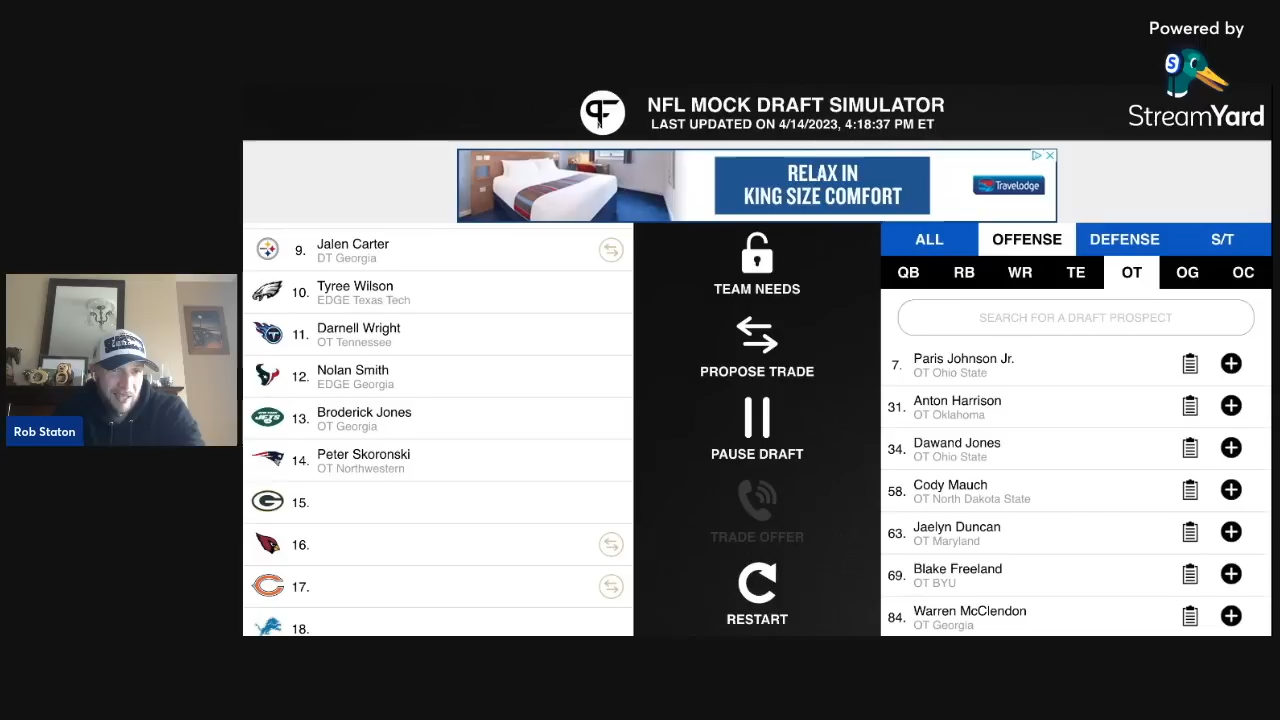 Powered by
StreamYard
NFL MOCK DRAFT SIMULATOR
LAST UPDATED ON 4/14/2023, 4:18:37 PM ET
RELAX IN
KING SIZE COMFORT
Travelodge
9. Jalen Carter
DT Georgia
10. Tyree Wilson
EDGE Texas Tech
11. Darnell Wright
OT Tennessee
12. Nolan Smith
EDGE Georgia
13. Broderick Jones
OT Georgia
14. Peter Skoronski
OT Northwestern
15.
16.
17.
18.
TEAM NEEDS
PROPOSE TRADE
PAUSE DRAFT
TRADE OFFER
RESTART
ALL OFFENSE DEFENSE S/T
QB RB WR TE OT OG OC
SEARCH FOR A DRAFT PROSPECT
7. Paris Johnson Jr.
OT Ohio State
31. Anton Harrison
OT Oklahoma
34. Dawand Jones
OT Ohio State
58. Cody Mauch
OT North Dakota State
63. Jaelyn Duncan
OT Maryland
69. Blake Freeland
OT BYU
84. Warren McClendon
OT Georgia
Rob Staton